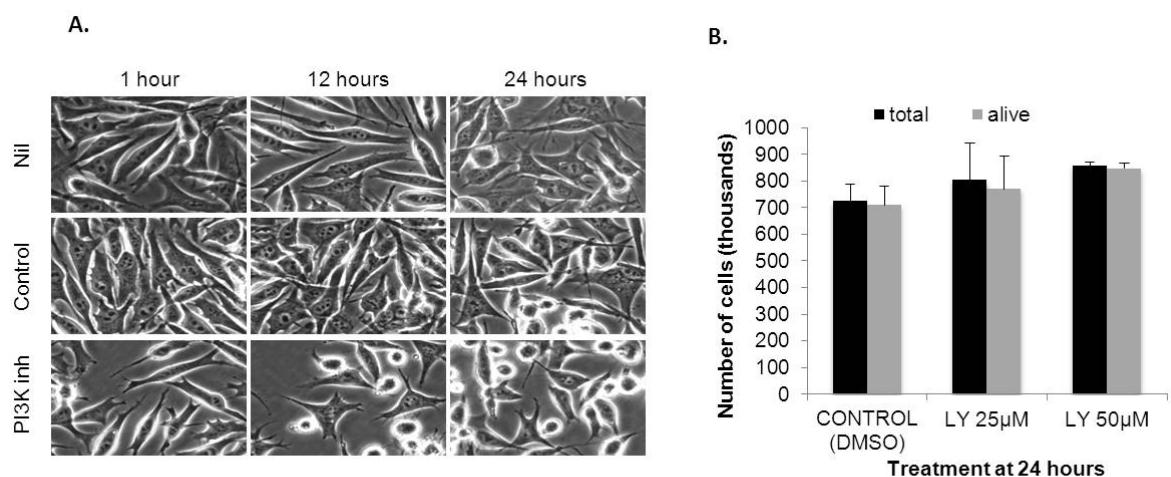 A.
1 hour
12 hours
24 hours
Nil
Control
PI3K inh
B.
total
alive
Number of cells (thousands)
1000
900
800
700
600
500
400
300
200
100
0
CONTROL
(DMSO)
LY 25µM
LY 50µM
Treatment at 24 hours